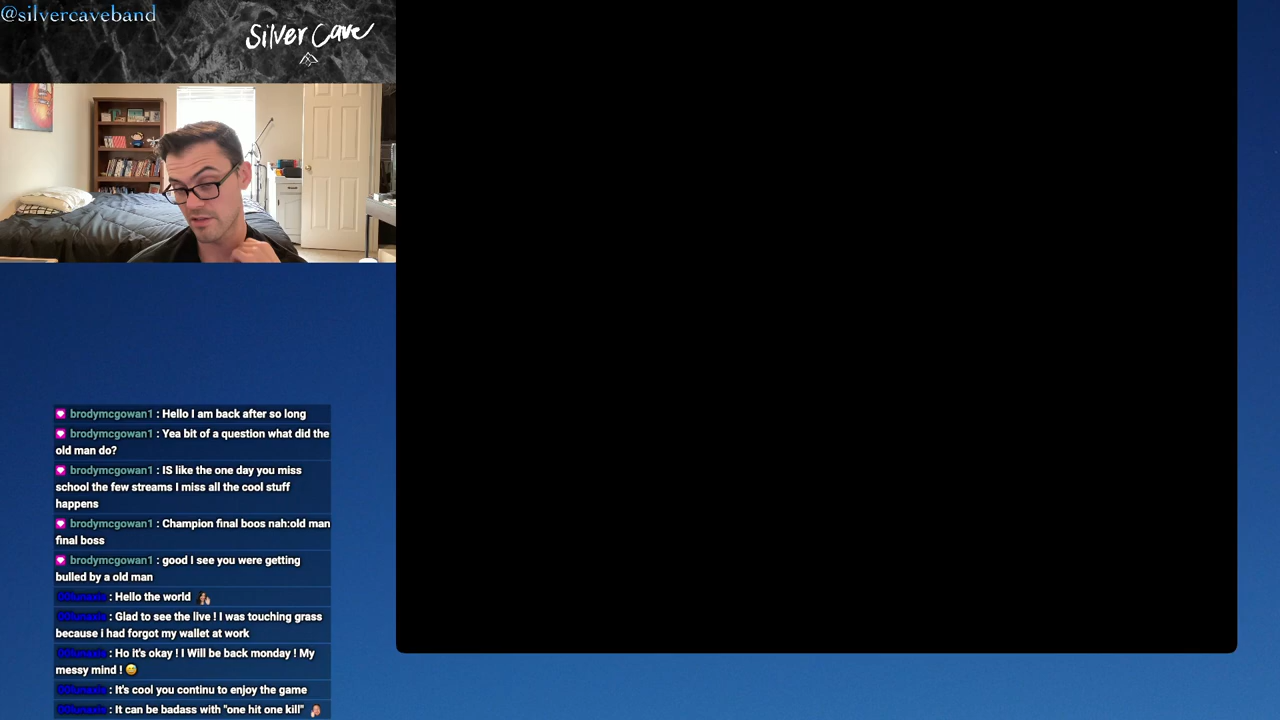 @silvercaveband
Silver Cave
brodymcgowan1 : Hello I am back after so long
brodymcgowan1 : Yea bit of a question what did the
old man do?
brodymcgowan1 : IS like the one day you miss
school the few streams I miss all the cool stuff
happens
brodymcgowan1 : Champion final boos nah:old man
final boss
brodymcgowan1 : good I see you were getting
bulled by a old man
: Hello the world
: Glad to see the live ! I was touching grass
because i had forgot my wallet at work
: Ho it's okay ! I Will be back monday ! My
messy mind !
: It's cool you continu to enjoy the game
: It can be badass with "one hit one kill"